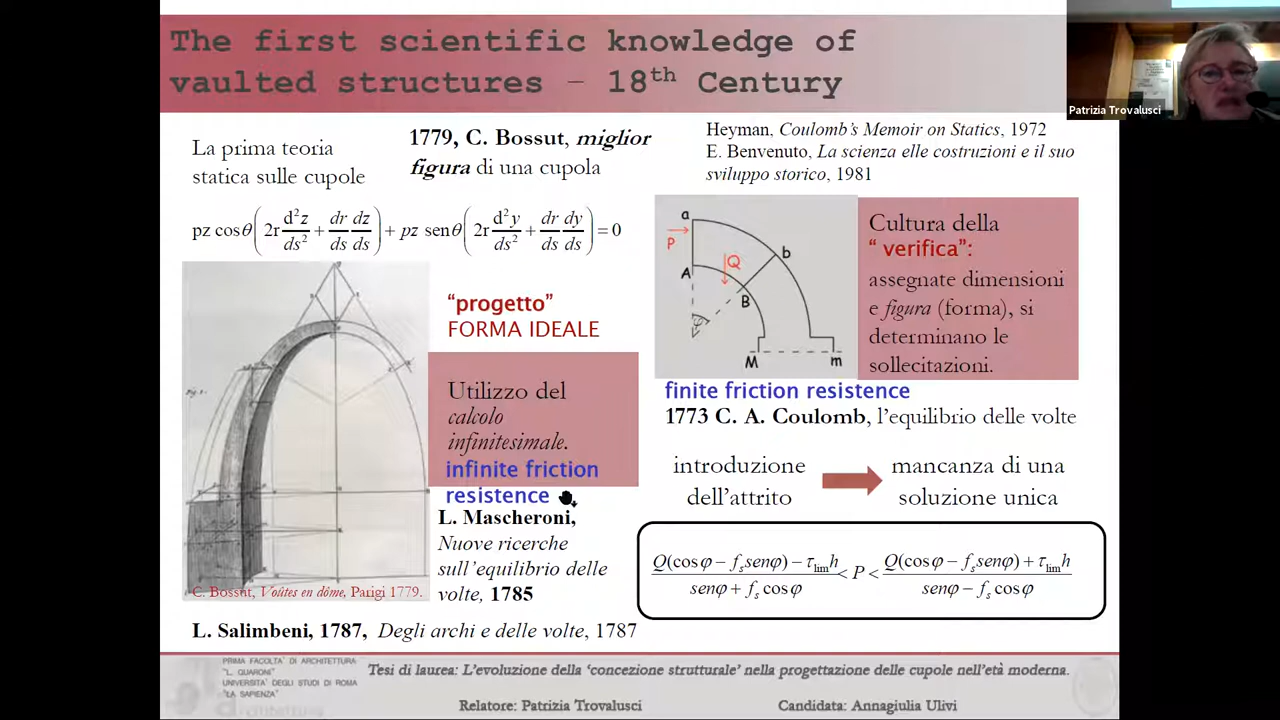 The first scientific knowledge of
vaulted structures – 18th Century
Patrizia Trovalusci
La prima teoria
statica sulle cupole
1779, C. Bossut, miglior
figura di una cupola
Heyman, Coulomb's Memoir on Statics, 1972
E. Benvenuto, La scienza elle costruzioni e il suo
sviluppo storico, 1981
pz cosθ(2r d²z/ds² + dr/ds dz/ds) + pz senθ(2r d²y/ds² + dr/ds dy/ds) = 0
"progetto"
FORMA IDEALE
Utilizzo del
calcolo
infinitesimale.
infinite friction
resistence
L. Mascheroni,
Nuove ricerche
sull'equilibrio delle
volte, 1785
C. Bossut, Voûtes en dôme, Parigi 1779.
L. Salimbeni, 1787, Degli archi e delle volte, 1787
a
P
A
Q
b
B
φ
M
m
Cultura della
" verifica":
assegnate dimensioni
e figura (forma), si
determinano le
sollecitazioni.
finite friction resistence
1773 C. A. Coulomb, l'equilibrio delle volte
introduzione
dell'attrito
mancanza di una
soluzione unica
Q(cosφ − fₛsenφ) − τlim h / senφ + fₛcosφ < P < Q(cosφ − fₛsenφ) + τlim h / senφ − fₛcosφ
PRIMA FACOLTA' DI ARCHITETTURA
"L. QUARONI"
UNIVERSITA' DEGLI STUDI DI ROMA
"LA SAPIENZA"
Tesi di laurea: L'evoluzione della 'concezione strutturale' nella progettazione delle cupole nell'età moderna.
Relatore: Patrizia Trovalusci
Candidata: Annagiulia Ulivi